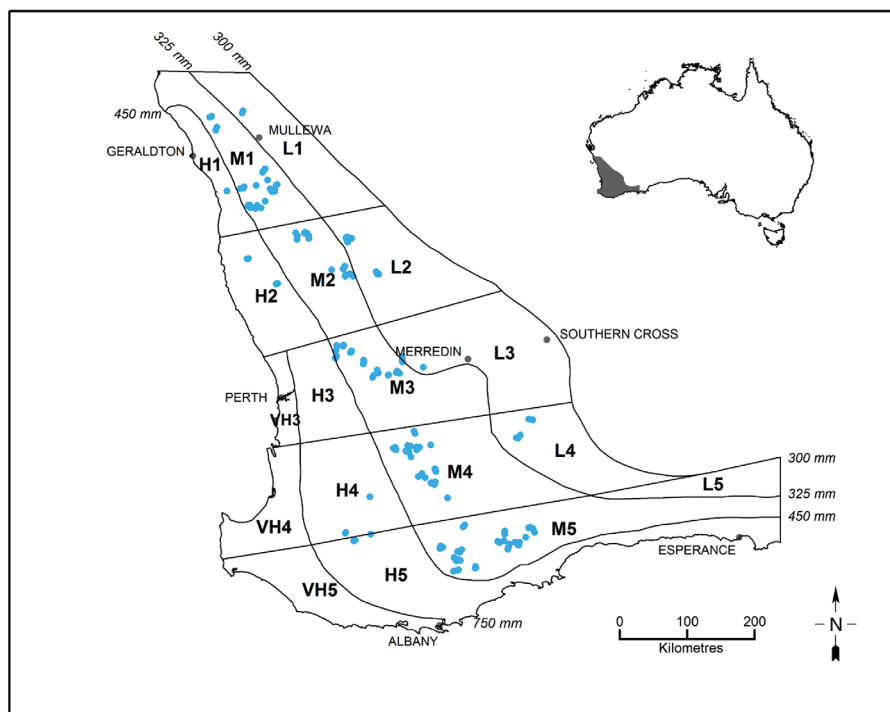 300 mm
325 mm
450 mm
MULLEWA
GERALDTON
H1
M1
L1
M2
L2
H2
SOUTHERN CROSS
MERREDIN
L3
H3
M3
PERTH
VH3
M4
L4
300 mm
L5
H4
325 mm
450 mm
VH4
M5
ESPERANCE
H5
VH5
750 mm
ALBANY
0 100 200
Kilometres
N